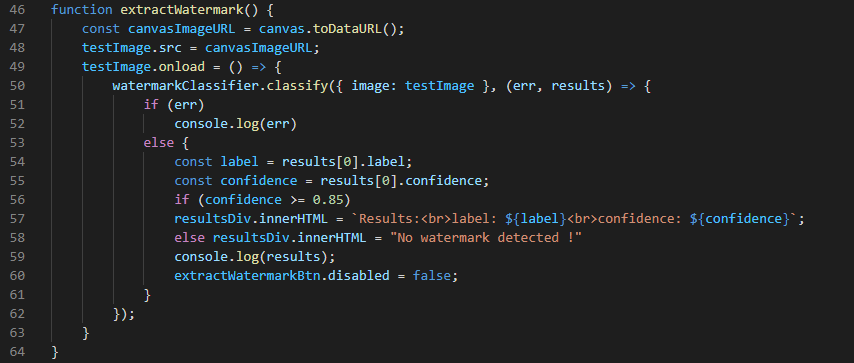 46 function extractWatermark() {
47     const canvasImageURL = canvas.toDataURL();
48     testImage.src = canvasImageURL;
49     testImage.onload = () => {
50         watermarkClassifier.classify({ image: testImage }, (err, results) => {
51             if (err)
52                 console.log(err)
53             else {
54                 const label = results[0].label;
55                 const confidence = results[0].confidence;
56                 if (confidence >= 0.85)
57                 resultsDiv.innerHTML = `Results:<br>label: ${label}<br>confidence: ${confidence}`;
58                 else resultsDiv.innerHTML = "No watermark detected !"
59                 console.log(results);
60                 extractWatermarkBtn.disabled = false;
61             }
62         });
63     }
64 }